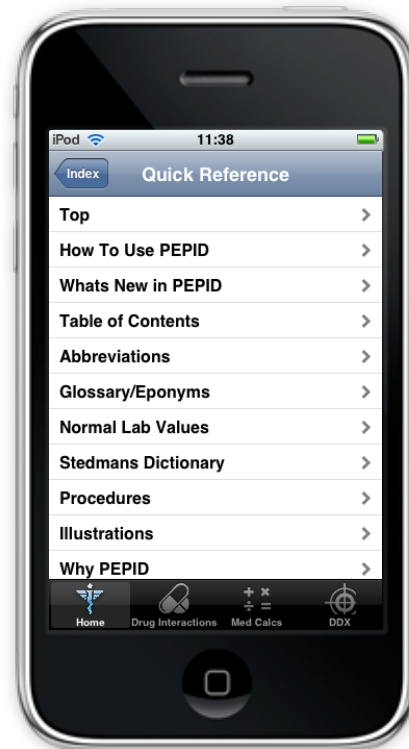 iPod 11:38
Index Quick Reference
Top
How To Use PEPID
Whats New in PEPID
Table of Contents
Abbreviations
Glossary/Eponyms
Normal Lab Values
Stedmans Dictionary
Procedures
Illustrations
Why PEPID
Home Drug Interactions Med Calcs DDX